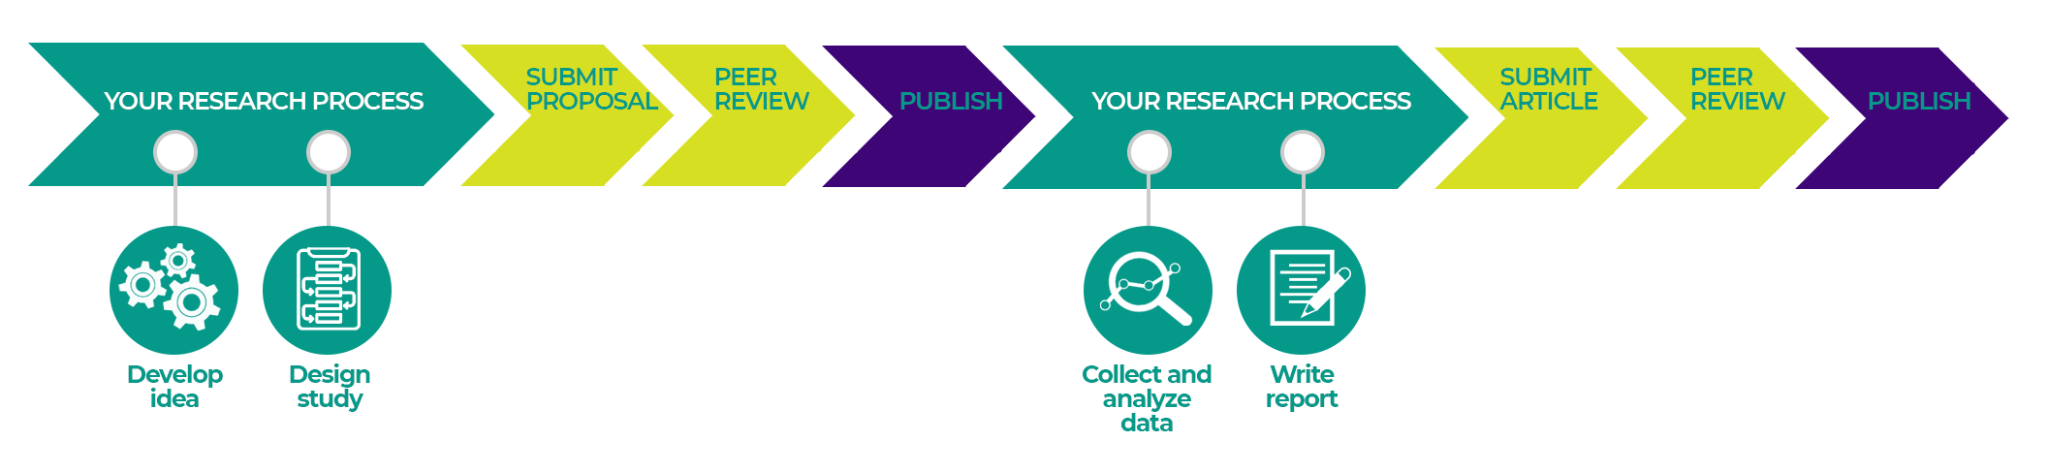 YOUR RESEARCH PROCESS
SUBMIT
PROPOSAL
PEER
REVIEW
PUBLISH
YOUR RESEARCH PROCESS
SUBMIT
ARTICLE
PEER
REVIEW
PUBLISH
Develop
idea
Design
study
Collect and
analyze
data
Write
report